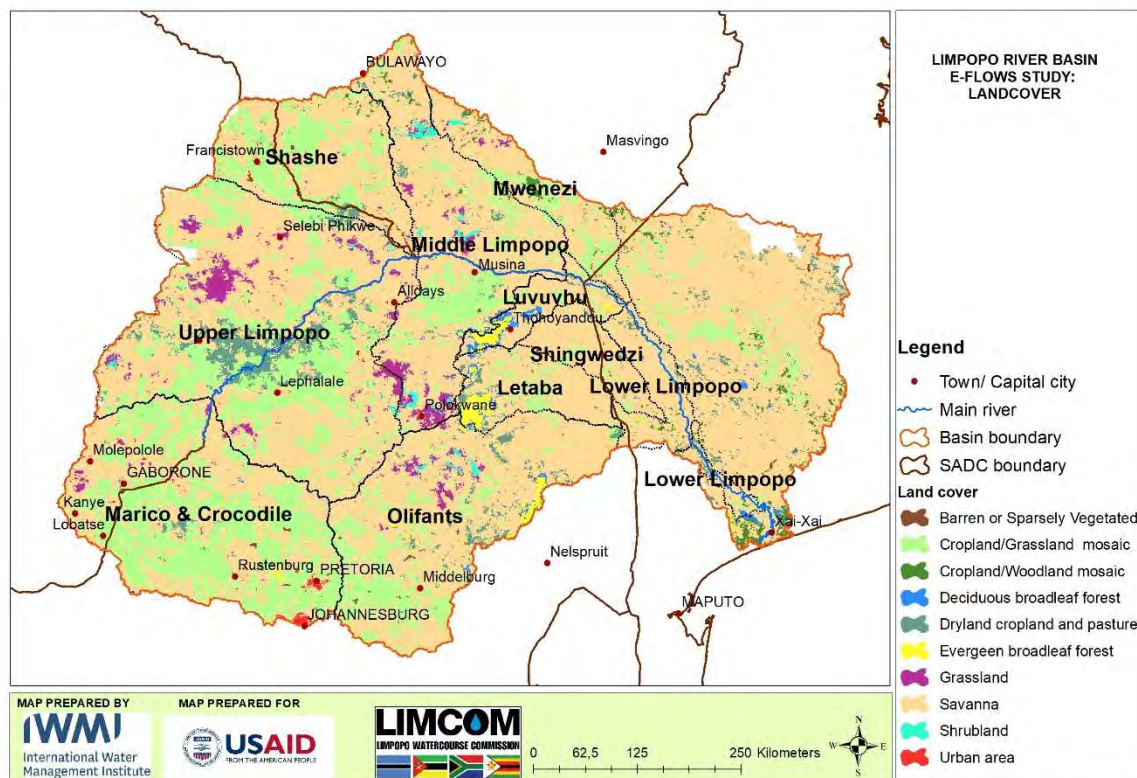 BULAWAYO
Masvingo
Francistown
Shashe
Mwenezi
Selebi Phikwe
Middle Limpopo
Musina
Alldays
Luvuvhu
Thohoyandou
Upper Limpopo
Shingwedzi
Lephalale
Letaba
Lower Limpopo
Polokwane
Molepolole
GABORONE
Lower Limpopo
Kanye
Marico & Crocodile
Olifants
Xai-Xai
Lobatse
Rustenburg
PRETORIA
Middelburg
Nelspruit
JOHANNESBURG
MAPUTO
LIMPOPO RIVER BASIN
E-FLOWS STUDY:
LANDCOVER
Legend
Town/ Capital city
Main river
Basin boundary
SADC boundary
Land cover
Barren or Sparsely Vegetated
Cropland/Grassland mosaic
Cropland/Woodland mosaic
Deciduous broadleaf forest
Dryland cropland and pasture
Evergreen broadleaf forest
Grassland
Savanna
Shrubland
Urban area
MAP PREPARED BY
IWMI
International Water
Management Institute
MAP PREPARED FOR
USAID
FROM THE AMERICAN PEOPLE
LIMCOM
LIMPOPO WATERCOURSE COMMISSION
0 62,5 125 250 Kilometers
N
W E
S